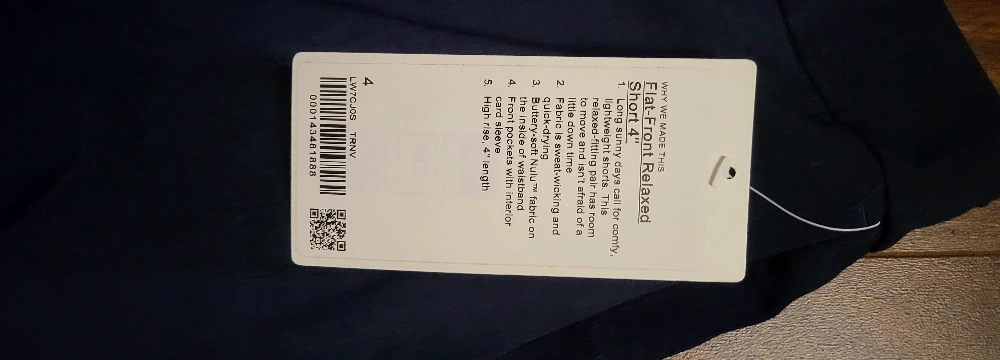 WHY WE MADE THIS
Flat-Front Relaxed
Short 4"
1. Long sunny days call for comfy,
lightweight shorts. This
relaxed-fitting pair has room
to move and isn't afraid of a
little down time
2. Fabric is sweat-wicking and
quick-drying
3. Buttery-soft Nulu™ fabric on
the inside of waistband
4. Front pockets with interior
card sleeve
5. High rise, 4" length
4
LW7CJ0S TRNV
000143481888